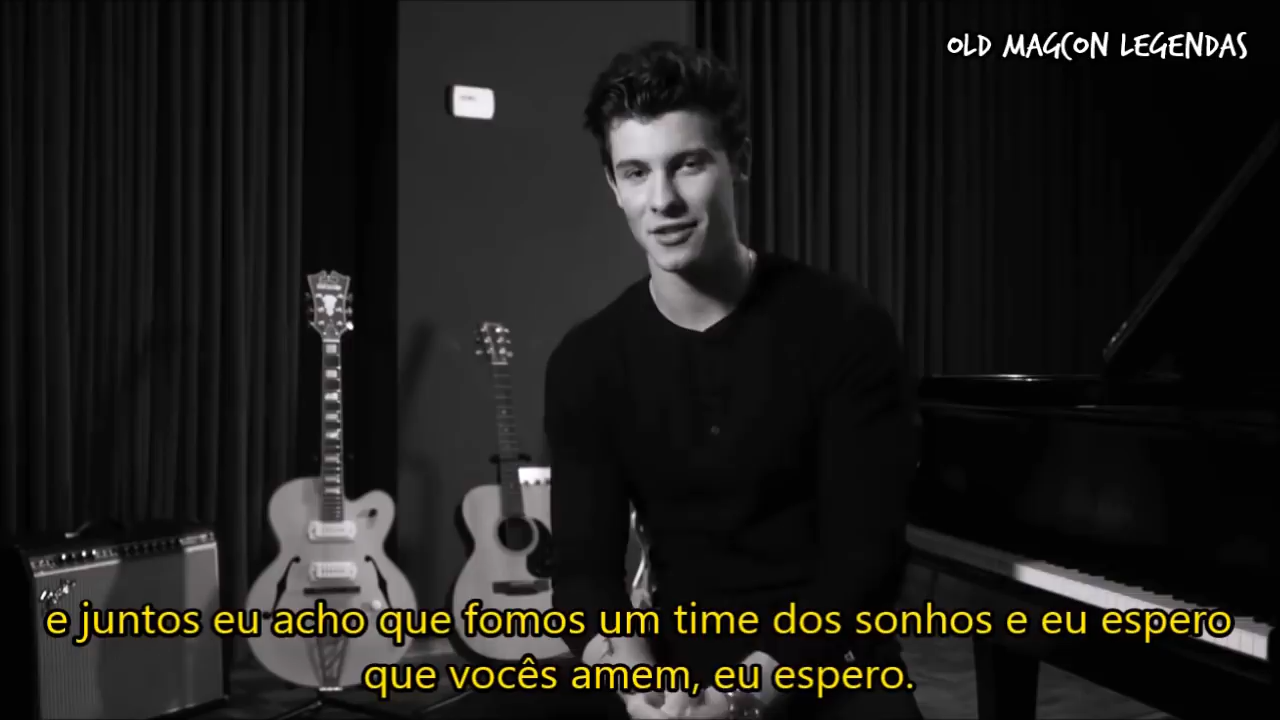 OLD MAGCON LEGENDAS
e juntos eu acho que fomos um time dos sonhos e eu espero
que vocês amem, eu espero.